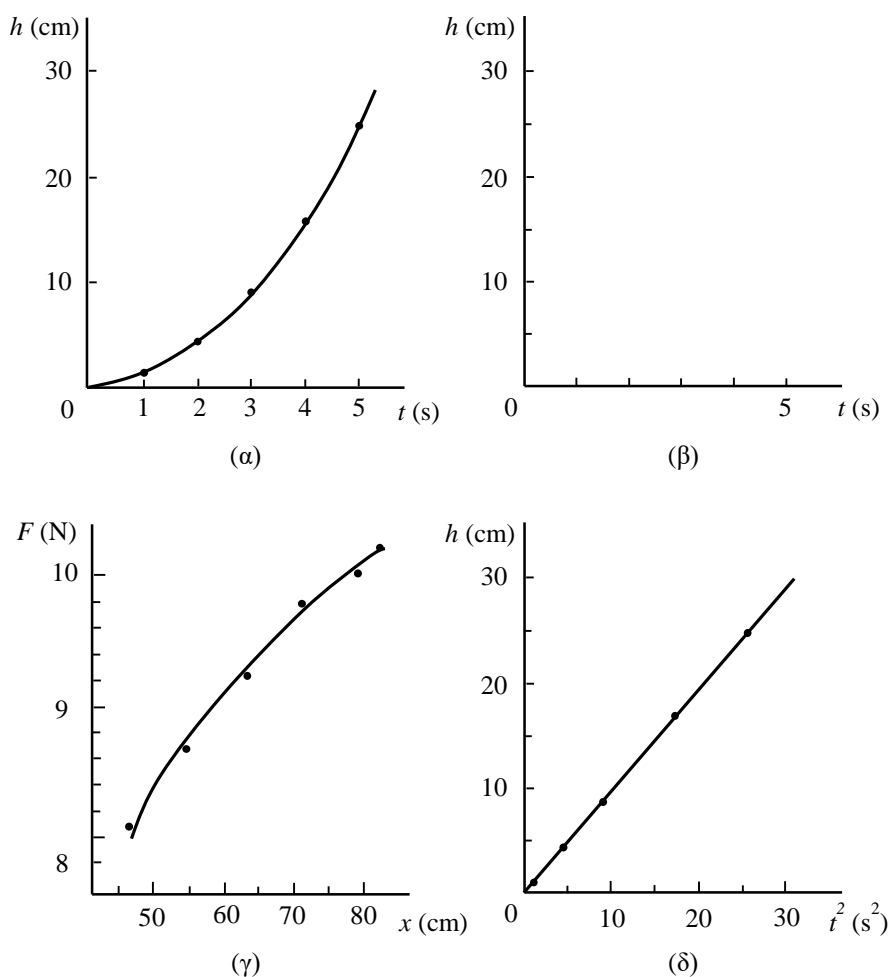 h (cm)
30
20
10
0
1 2 3 4 5 t (s)
(α)
h (cm)
30
20
10
0
5 t (s)
(β)
F (N)
10
9
8
50 60 70 80 x (cm)
(γ)
h (cm)
30
20
10
0
10 20 30 t² (s²)
(δ)